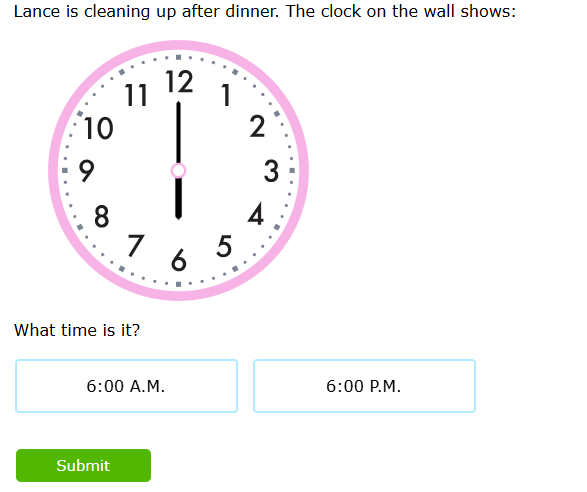 Lance is cleaning up after dinner. The clock on the wall shows:
12
11 1
10 2
9 3
8 4
7 5
6
What time is it?
6:00 A.M. 6:00 P.M.
Submit